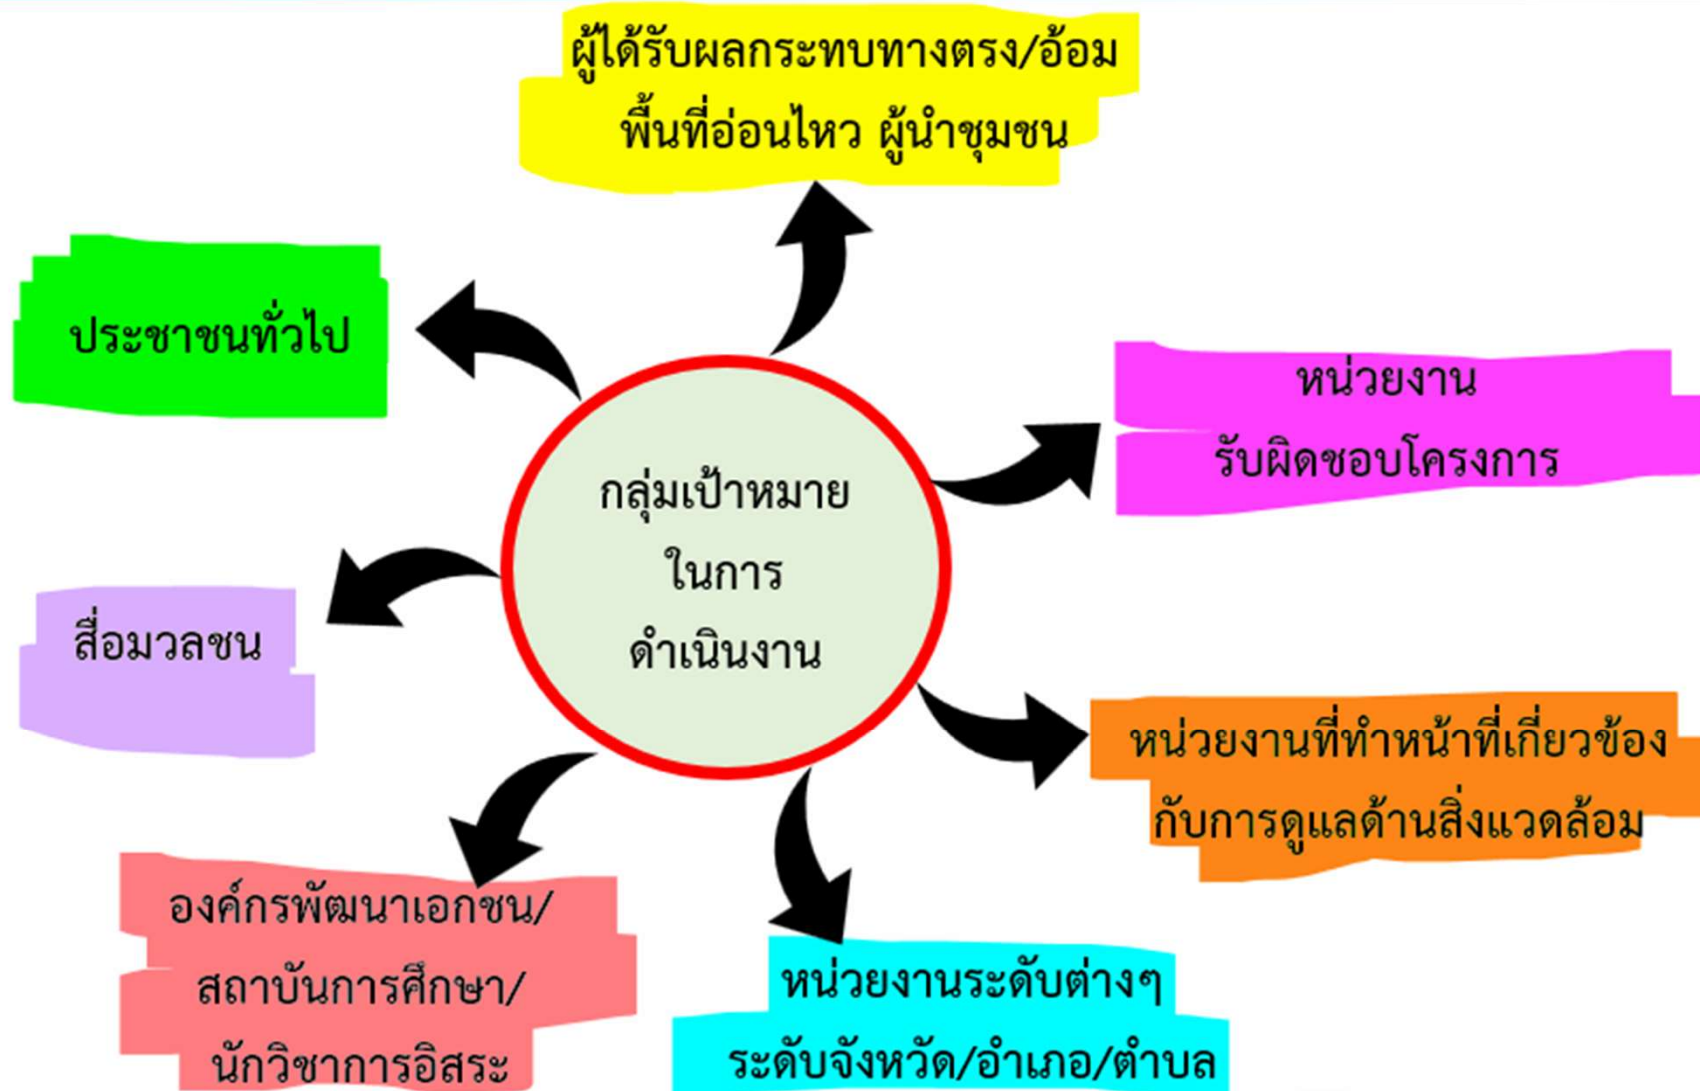 ผู้ได้รับผลกระทบทางตรง/อ้อม
พื้นที่อ่อนไหว ผู้นำชุมชน
ประชาชนทั่วไป
หน่วยงาน
รับผิดชอบโครงการ
กลุ่มเป้าหมาย
ในการ
ดำเนินงาน
สื่อมวลชน
หน่วยงานที่ทำหน้าที่เกี่ยวข้อง
กับการดูแลด้านสิ่งแวดล้อม
องค์กรพัฒนาเอกชน/
สถาบันการศึกษา/
นักวิชาการอิสระ
หน่วยงานระดับต่างๆ
ระดับจังหวัด/อำเภอ/ตำบล